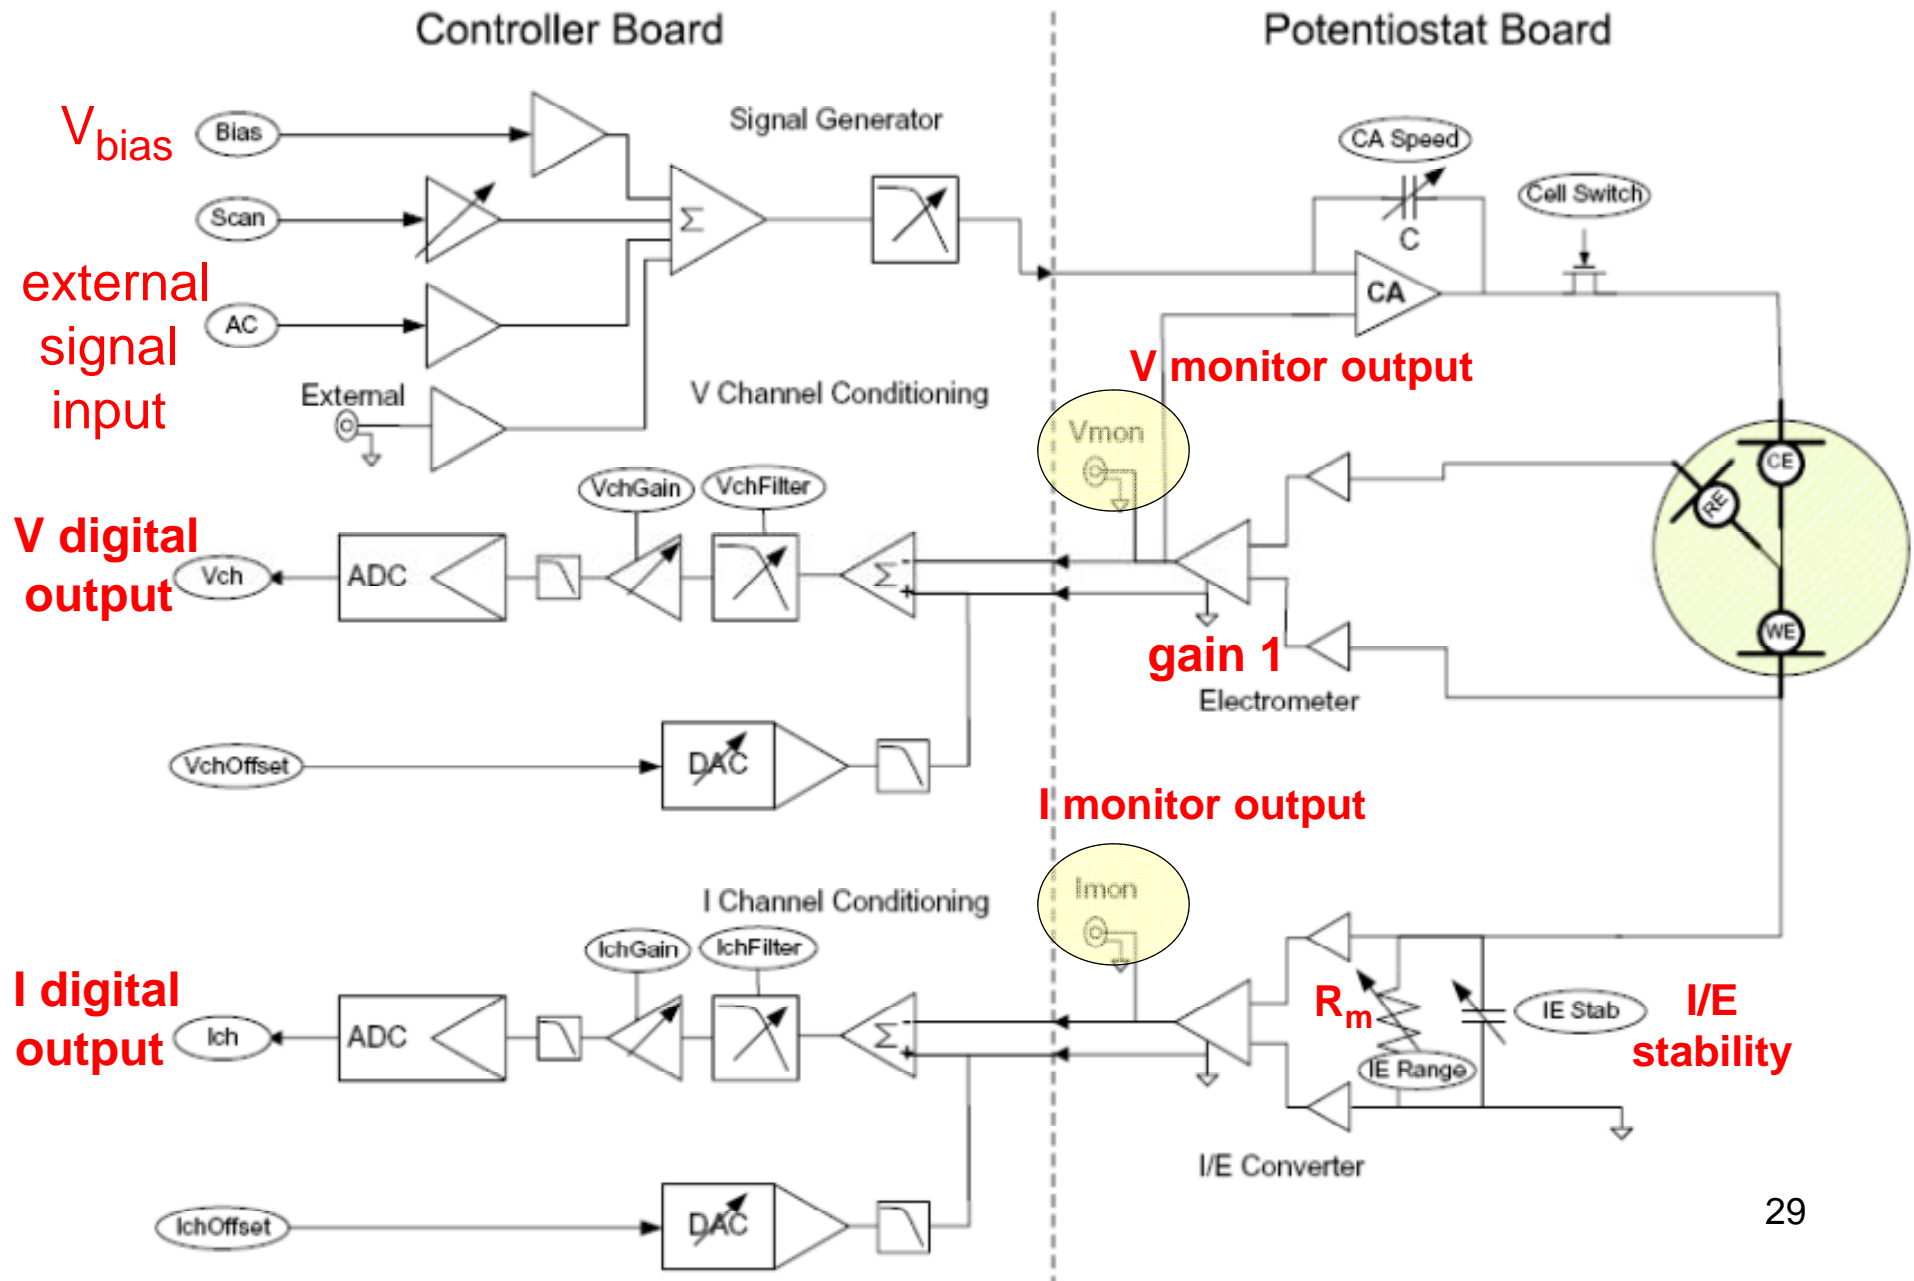 Controller Board
Potentiostat Board
Vbias
Bias
Signal Generator
CA Speed
Cell Switch
Scan
Σ
C
external
signal
input
AC
CA
V monitor output
External
V Channel Conditioning
Vmon
CE
RE
VchGain
VchFilter
V digital
output
Vch
ADC
Σ
-
+
WE
gain 1
Electrometer
VchOffset
DAC
I monitor output
I Channel Conditioning
Imon
IchGain
IchFilter
I digital
output
Ich
ADC
Σ
-
+
Rm
IE Stab
I/E
stability
IE Range
I/E Converter
IchOffset
DAC
29